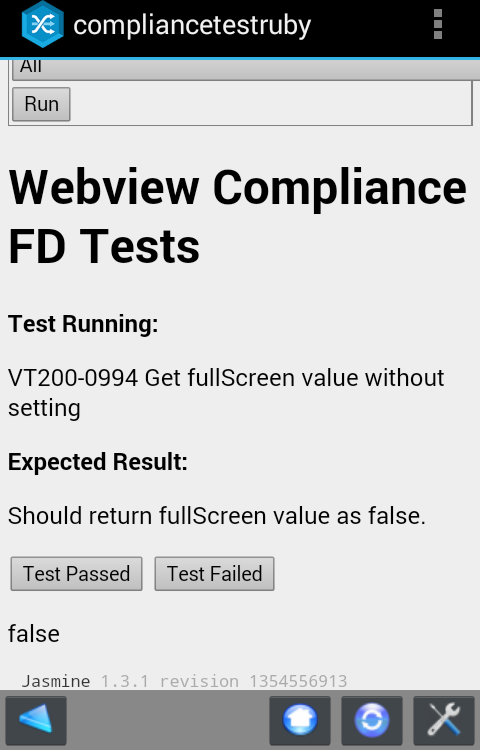 compliancetestruby
All
Run
Webview Compliance
FD Tests
Test Running:
VT200-0994 Get fullScreen value without
setting
Expected Result:
Should return fullScreen value as false.
Test Passed Test Failed
false
Jasmine 1.3.1 revision 1354556913